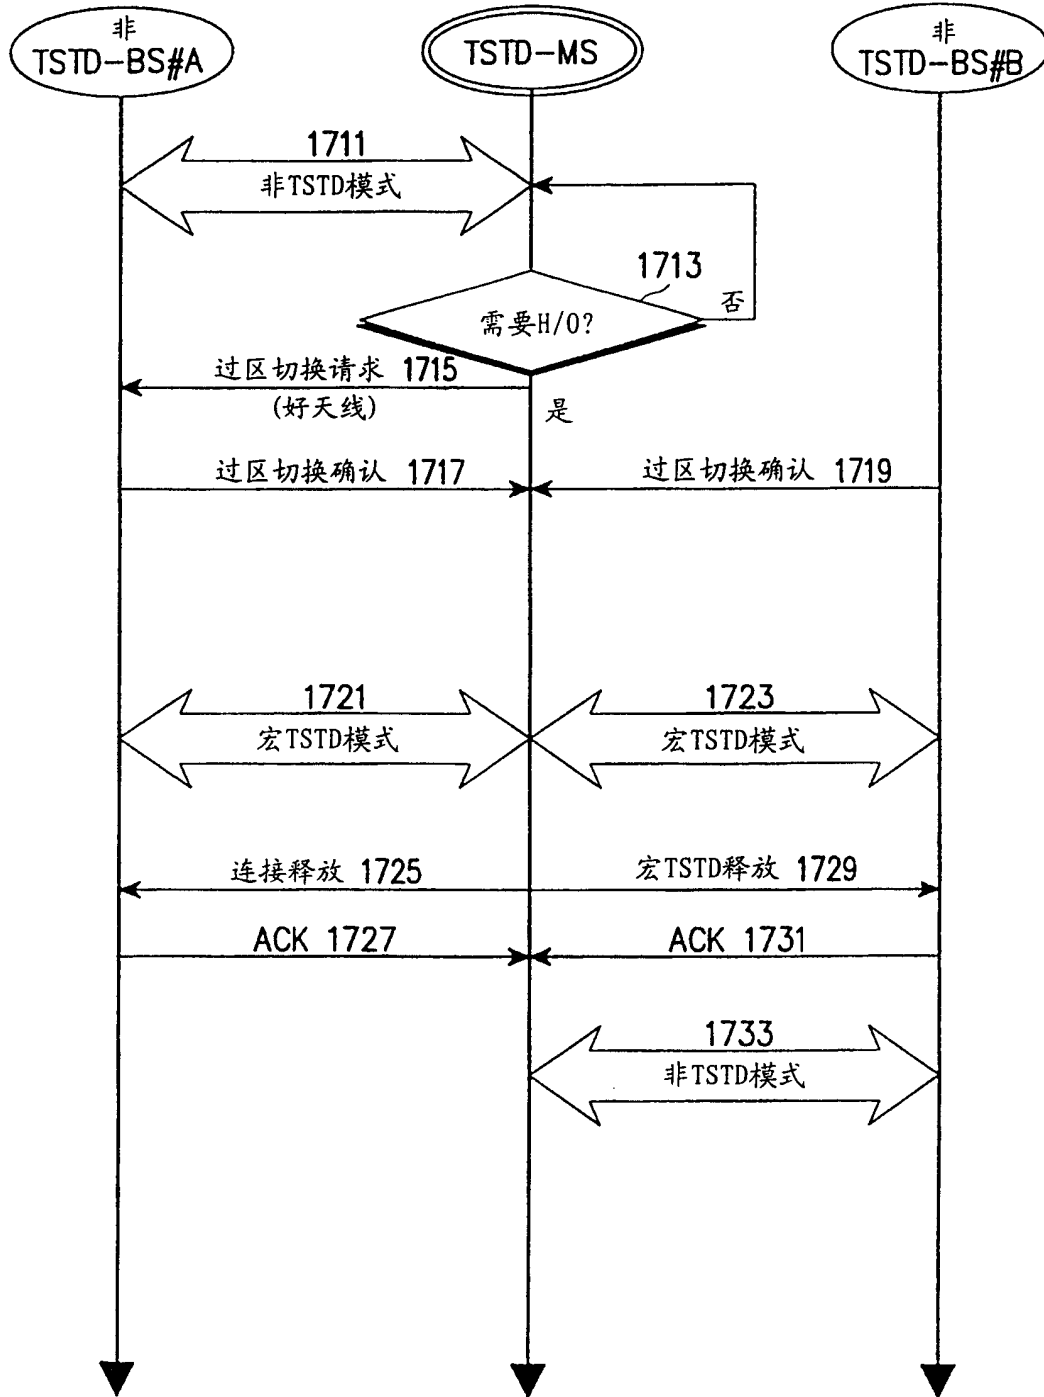 非
TSTD-BS#A
TSTD-MS
非
TSTD-BS#B
1711
非TSTD模式
1713
需要H/O?
否
过区切换请求 1715
(好天线)
是
过区切换确认 1717
过区切换确认 1719
1721
宏TSTD模式
1723
宏TSTD模式
连接释放 1725
宏TSTD释放 1729
ACK 1727
ACK 1731
1733
非TSTD模式